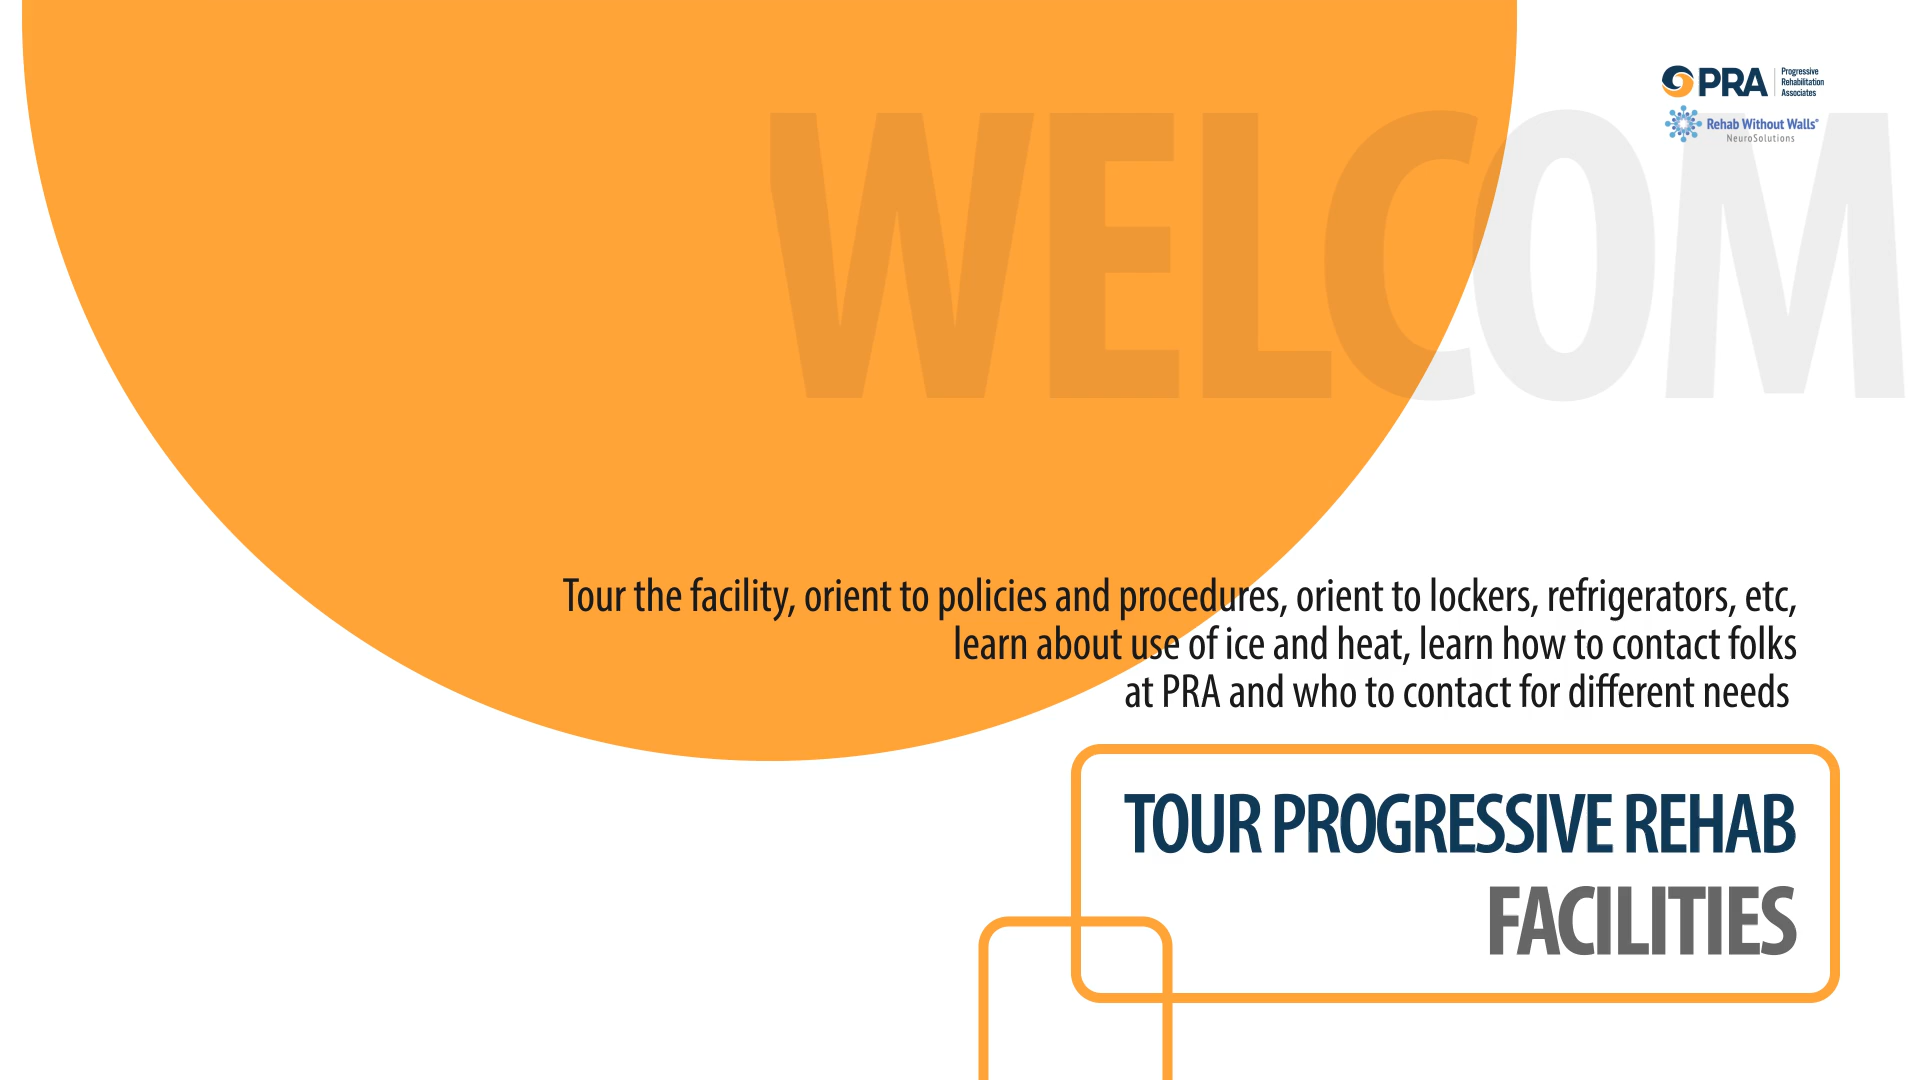 PRA
Progressive
Rehabilitation
Associates
Rehab Without Walls®
NeuroSolutions
WELCOM
Tour the facility, orient to policies and procedures, orient to lockers, refrigerators, etc,
learn about use of ice and heat, learn how to contact folks
at PRA and who to contact for different needs
TOUR PROGRESSIVE REHAB
FACILITIES